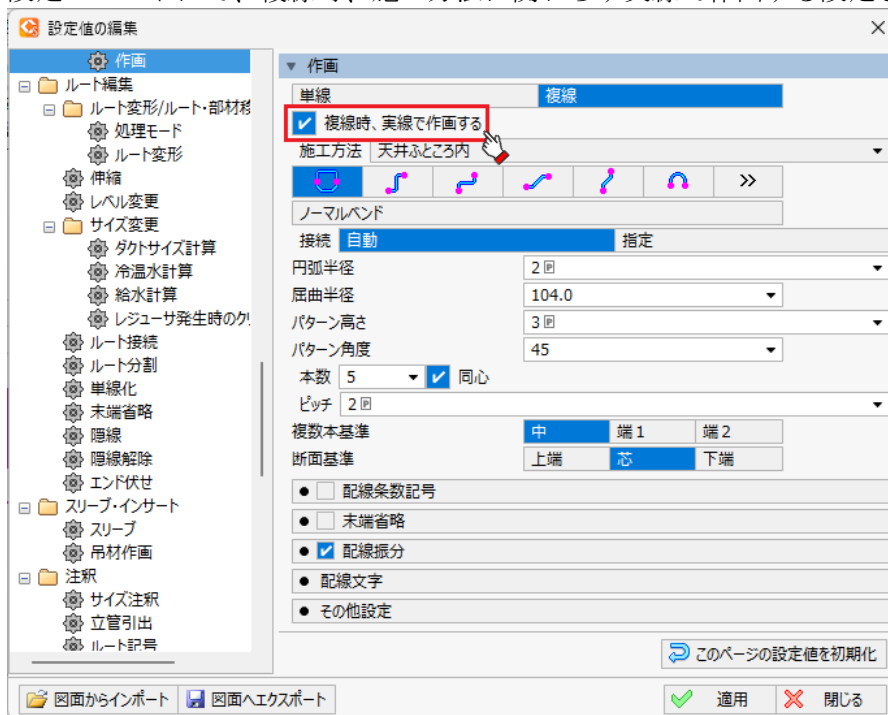 設定値の編集
作画
ルート編集
ルート変形/ルート・部材移
処理モード
ルート変形
伸縮
レベル変更
サイズ変更
ダクトサイズ計算
冷温水計算
給水計算
レジューサ発生時のクリ
ルート接続
ルート分割
単線化
末端省略
隠線
隠線解除
エンド伏せ
スリーブ・インサート
スリーブ
吊材作画
注釈
サイズ注釈
立管引出
ルート記号
作画
単線 複線
複線時、実線で作画する
施工方法 天井ふところ内
»
ノーマルベンド
接続 自動 指定
円弧半径 2 P
屈曲半径 104.0
パターン高さ 3 P
パターン角度 45
本数 5 同心
ピッチ 2 P
複数本基準 中 端1 端2
断面基準 上端 芯 下端
配線条数記号
末端省略
配線振分
配線文字
その他設定
このページの設定値を初期化
図面からインポート 図面へエクスポート 適用 閉じる